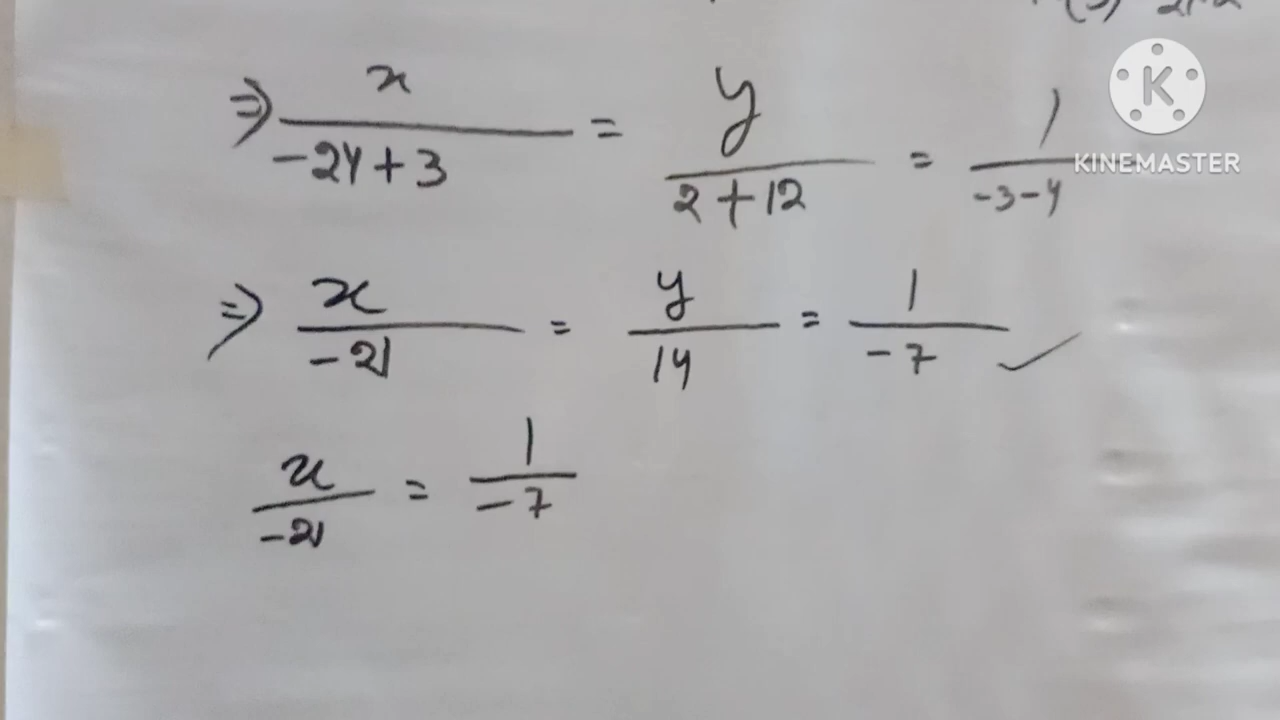 ⇒ x/(-24+3) = y/(2+12) = 1/(-3-4)
⇒ x/-21 = y/14 = 1/-7 ✓
x/-21 = 1/-7
K
KINEMASTER